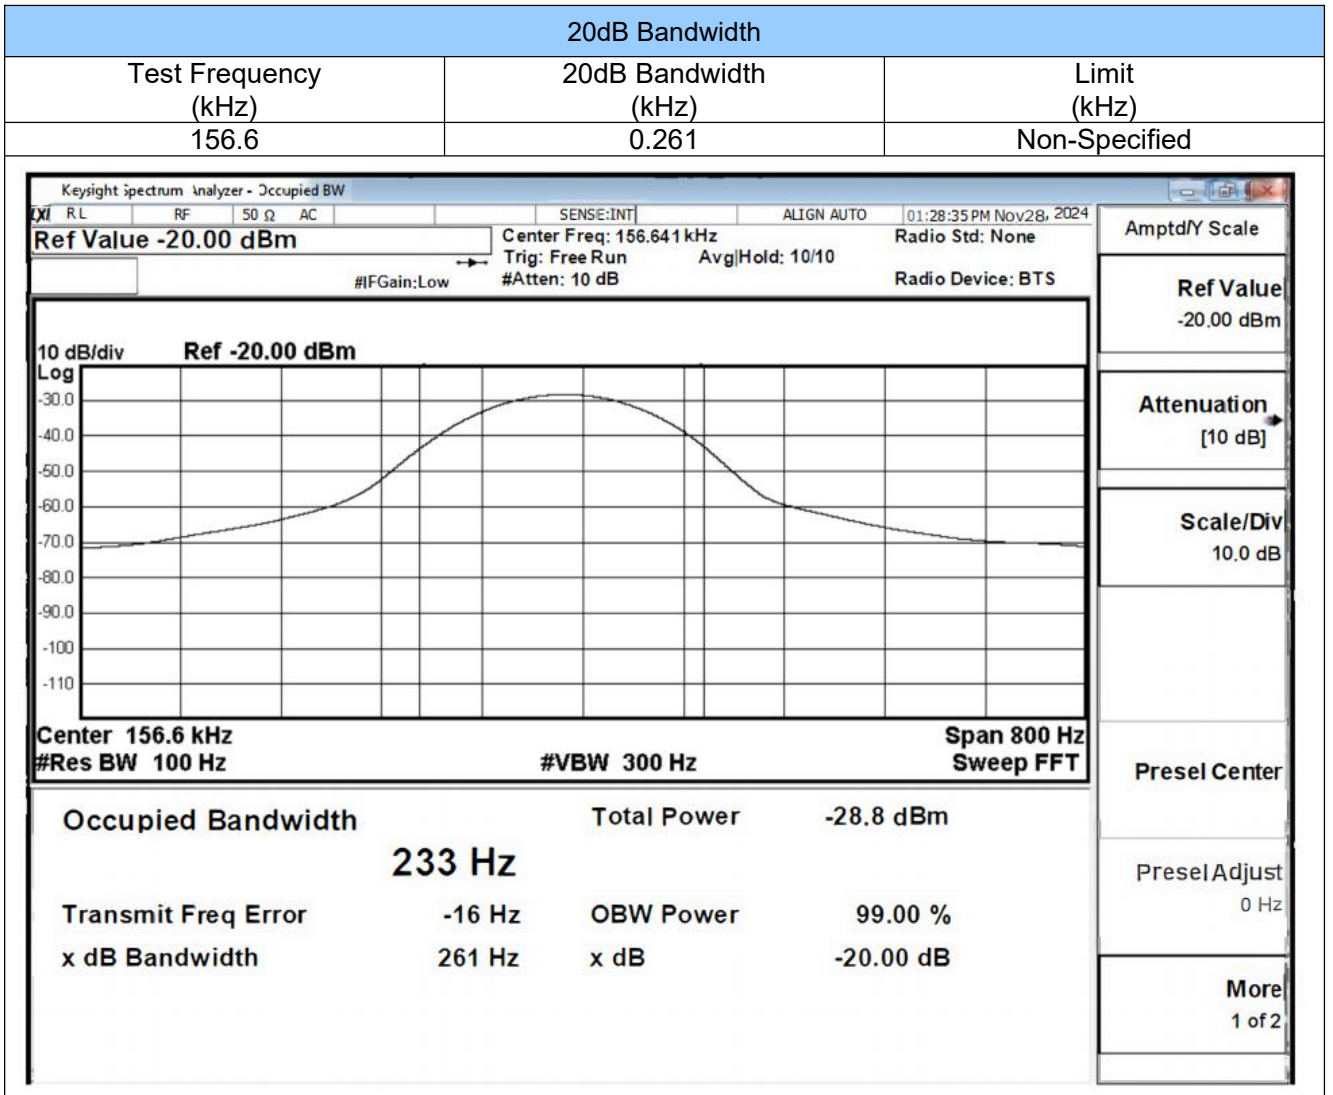 20dB Bandwidth
Test Frequency (kHz) 20dB Bandwidth (kHz) Limit (kHz)
156.6 0.261 Non-Specified
Keysight Spectrum Analyzer - Occupied BW
LXI RL RF 50 Ω AC SENSE:INT ALIGN AUTO 01:28:35 PM Nov28, 2024
Ref Value -20.00 dBm
Center Freq: 156.641 kHz
Radio Std: None
Trig: Free Run Avg|Hold: 10/10
#IFGain:Low #Atten: 10 dB Radio Device: BTS
10 dB/div Ref -20.00 dBm
Log
-30.0
-40.0
-50.0
-60.0
-70.0
-80.0
-90.0
-100
-110
Center 156.6 kHz Span 800 Hz
#Res BW 100 Hz #VBW 300 Hz Sweep FFT
Occupied Bandwidth Total Power -28.8 dBm
233 Hz
Transmit Freq Error -16 Hz OBW Power 99.00 %
x dB Bandwidth 261 Hz x dB -20.00 dB
Amptd/Y Scale
Ref Value
-20.00 dBm
Attenuation
[10 dB]
Scale/Div
10.0 dB
Presel Center
Presel Adjust
0 Hz
More
1 of 2